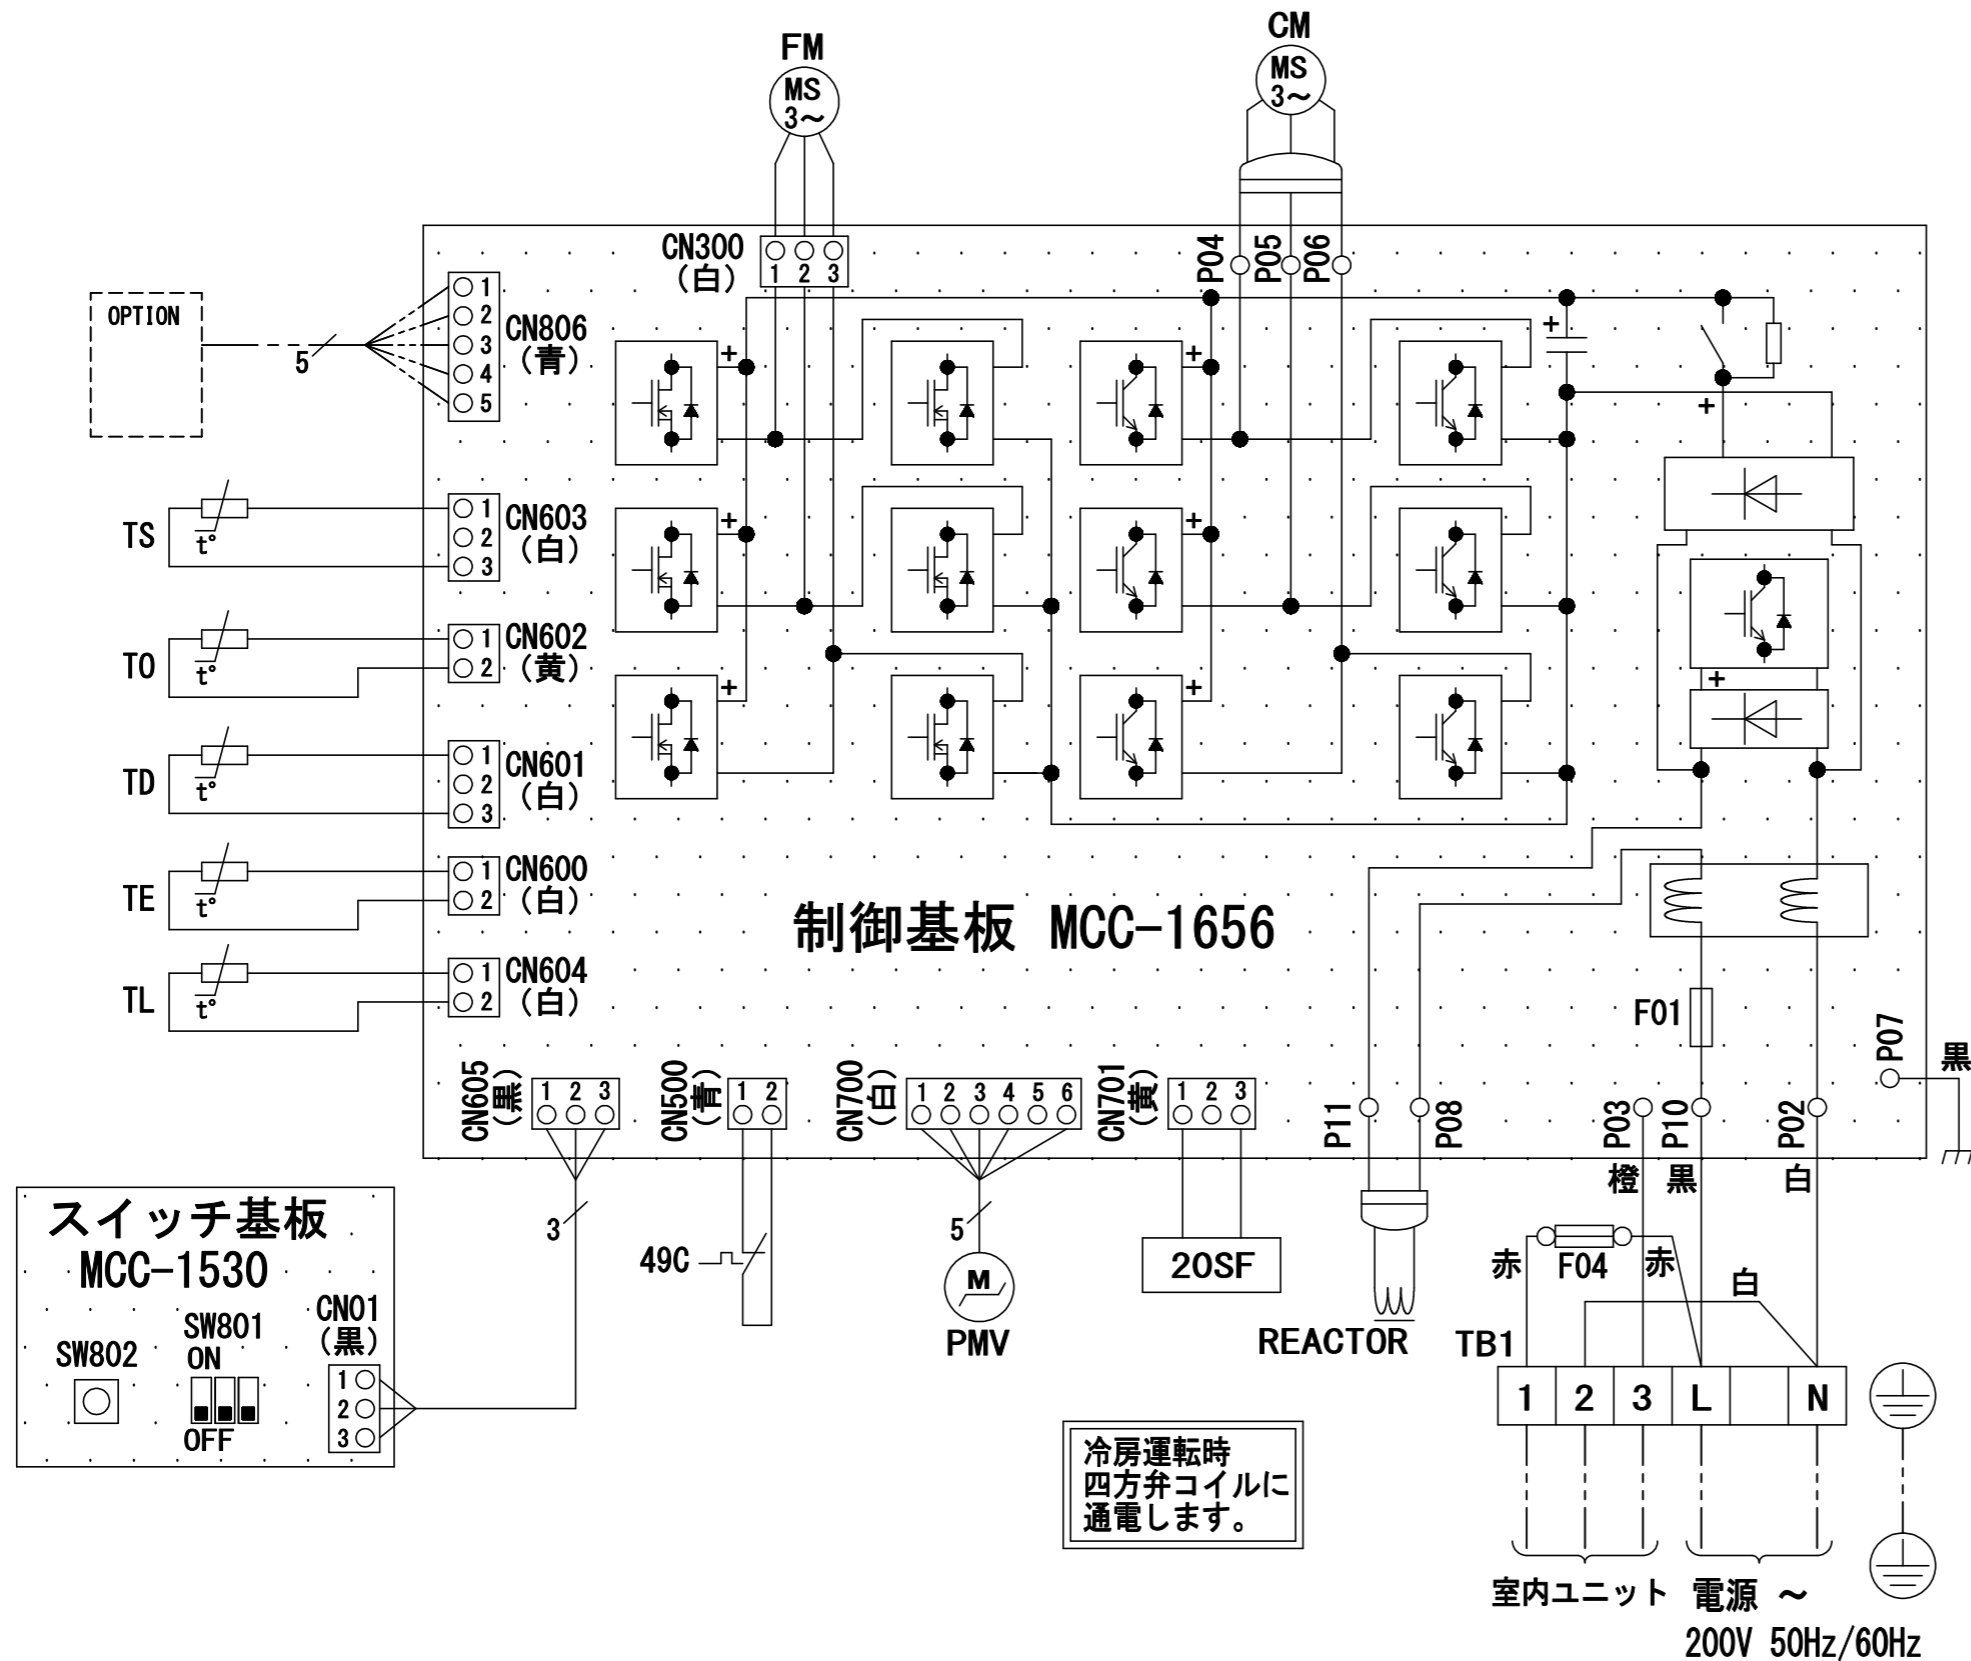 FM
MS
3～
CM
MS
3～
CN300
（白）
1 2 3
P04
P05
P06
OPTION
5
1
2
3
4
5
CN806
（青）
+
+
+
+
+
+
+
+
+
TS
t°
1
2
3
CN603
（白）
TO
t°
1
2
CN602
（黄）
TD
t°
1
2
3
CN601
（白）
TE
t°
1
2
CN600
（白）
TL
t°
1
2
CN604
（白）
制御基板 MCC-1656
F01
P07
黒
CN605
（黒）
1 2 3
CN500
（青）
1 2
CN700
（白）
1 2 3 4 5 6
CN701
（黄）
1 2 3
P11
P08
P03
P10
P02
橙
黒
白
スイッチ基板
MCC-1530
SW802
SW801
ON
OFF
CN01
（黒）
1
2
3
3
49C
5
M
PMV
20SF
REACTOR
赤
F04
赤
白
TB1
1 2 3 L N
冷房運転時
四方弁コイルに
通電します。
室内ユニット
電源 ～
200V 50Hz/60Hz